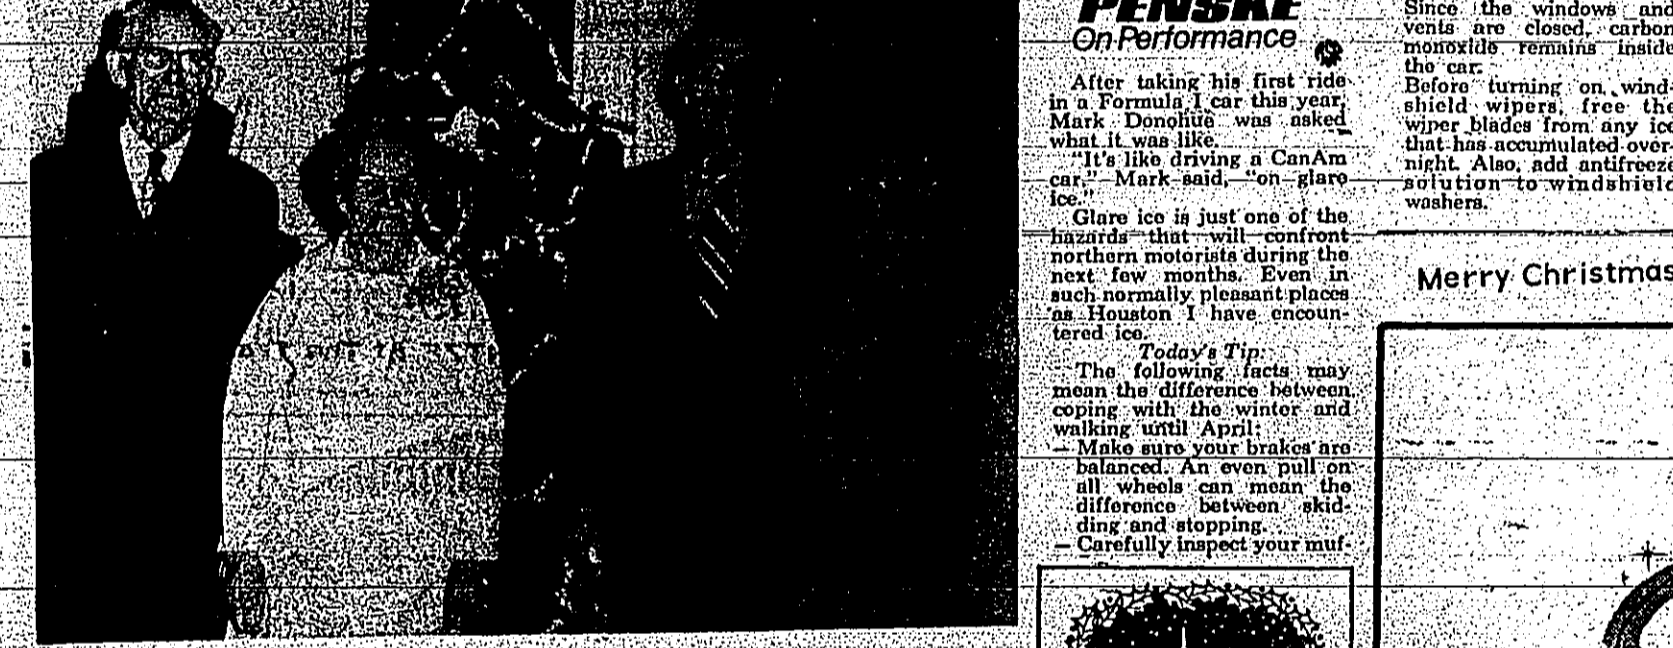 PENSKE
On Performance
After taking his first ride
in a Formula 1 car this year,
Mark Donohue was asked
what it was like.
"It's like driving a CanAm
car," Mark said, "on glare
ice."
Glare ice is just one of the
hazards that will confront
northern motorists during the
next few months. Even in
such normally pleasant places
as Houston I have encoun-
tered ice.
Today's Tip:
The following facts may
mean the difference between
coping with the winter and
walking until April:
— Make sure your brakes are
balanced. An even pull on
all wheels can mean the
difference between skid-
ding and stopping.
— Carefully inspect your muf-
Since the windows and
vents are closed, carbon
monoxide remains inside
the car.
Before turning on wind-
shield wipers, free the
wiper blades from any ice
that has accumulated over-
night. Also, add antifreeze
solution to windshield
washers.
Merry Christmas